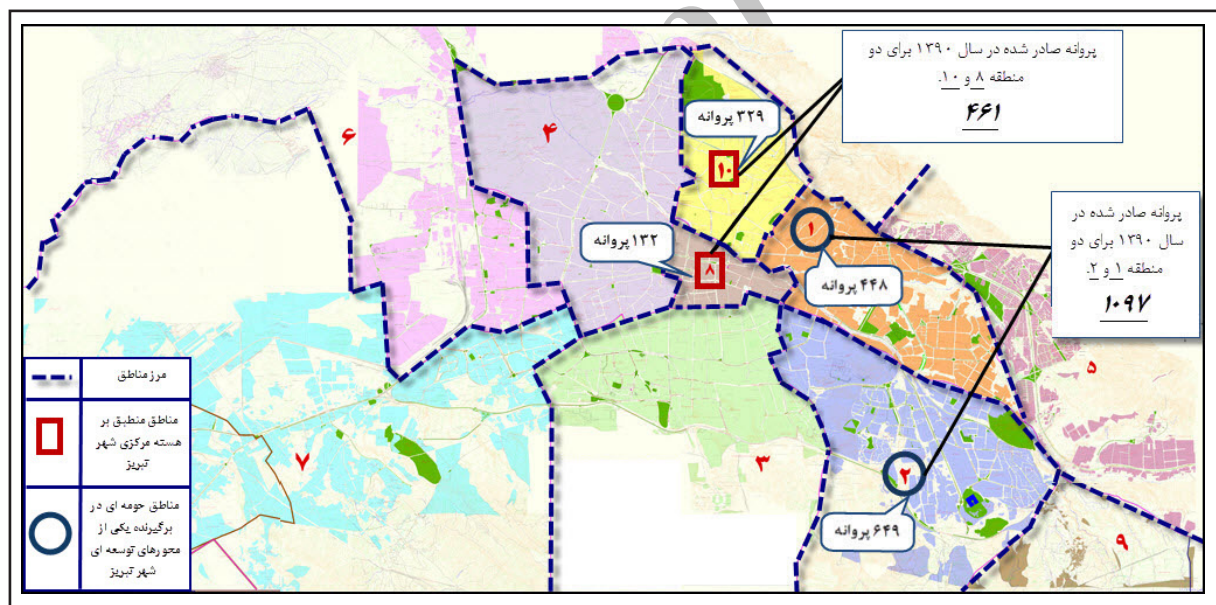 پروانه صادر شده در سال ۱۳۹۰ برای دو
منطقه ۸ و ۱۰.
۴۶۱
پروانه صادر شده در
سال ۱۳۹۰ برای دو
منطقه ۱ و ۲.
۱۰۹۷
۳۲۹ پروانه
۱۰
۶
۴
۱
۱۳۲ پروانه
۸
۴۴۸ پروانه
۵
۷
۳
۲
۶۴۹ پروانه
۹
مرز مناطق
مناطق منطبق بر
هسته مرکزی شهر
تبریز
مناطق حومه ای در
برگیرنده یکی از
محورهای توسعه ای
شهر تبریز